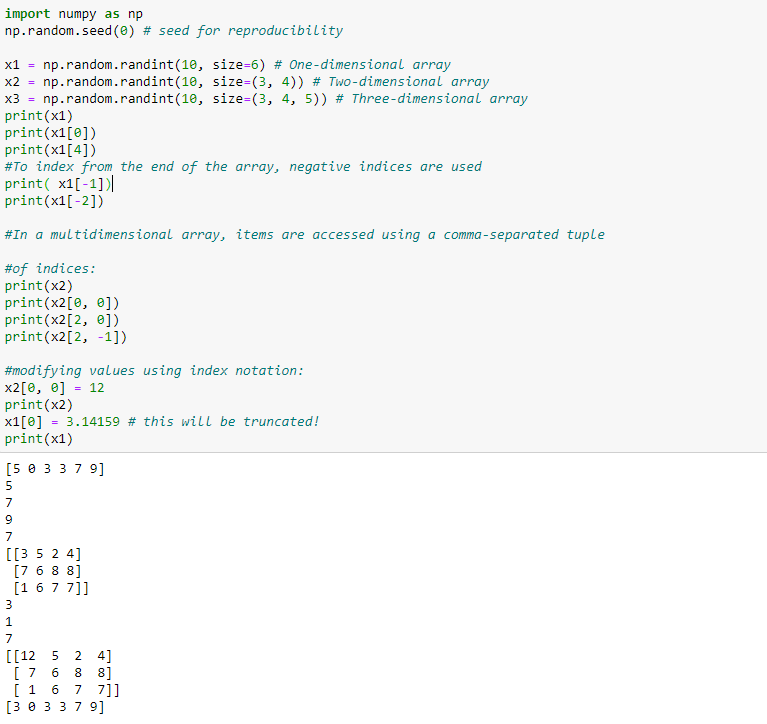 import numpy as np
np.random.seed(0) # seed for reproducibility
x1 = np.random.randint(10, size=6) # One-dimensional array
x2 = np.random.randint(10, size=(3, 4)) # Two-dimensional array
x3 = np.random.randint(10, size=(3, 4, 5)) # Three-dimensional array
print(x1)
print(x1[0])
print(x1[4])
#To index from the end of the array, negative indices are used
print( x1[-1])
print(x1[-2])
#In a multidimensional array, items are accessed using a comma-separated tuple
#of indices:
print(x2)
print(x2[0, 0])
print(x2[2, 0])
print(x2[2, -1])
#modifying values using index notation:
x2[0, 0] = 12
print(x2)
x1[0] = 3.14159 # this will be truncated!
print(x1)
[5 0 3 3 7 9]
5
7
9
7
[[3 5 2 4]
 [7 6 8 8]
 [1 6 7 7]]
3
1
7
[[12  5  2  4]
 [ 7  6  8  8]
 [ 1  6  7  7]]
[3 0 3 3 7 9]